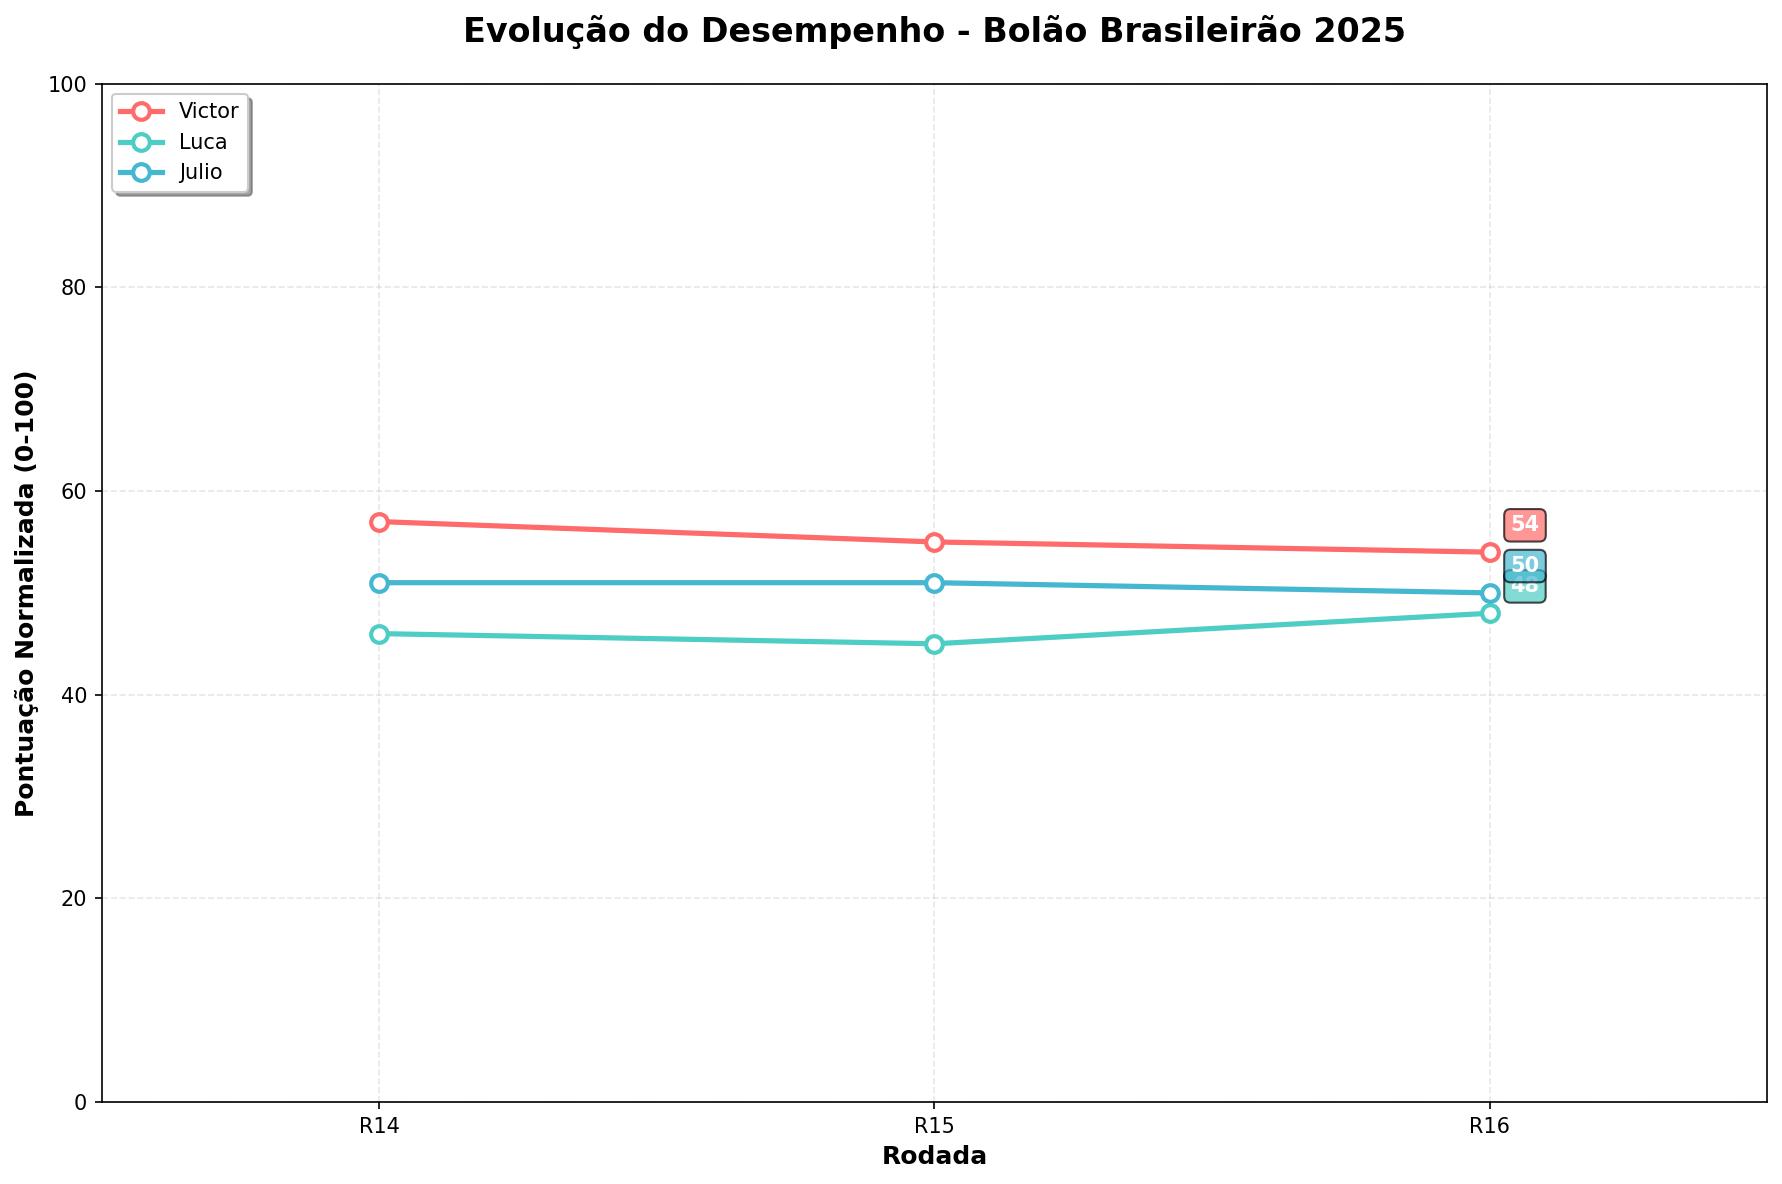 Evolução do Desempenho - Bolão Brasileirão 2025
Pontuação Normalizada (0-100)
100
80
60
40
20
0
Victor
Luca
Julio
54
50
48
R14
R15
R16
Rodada